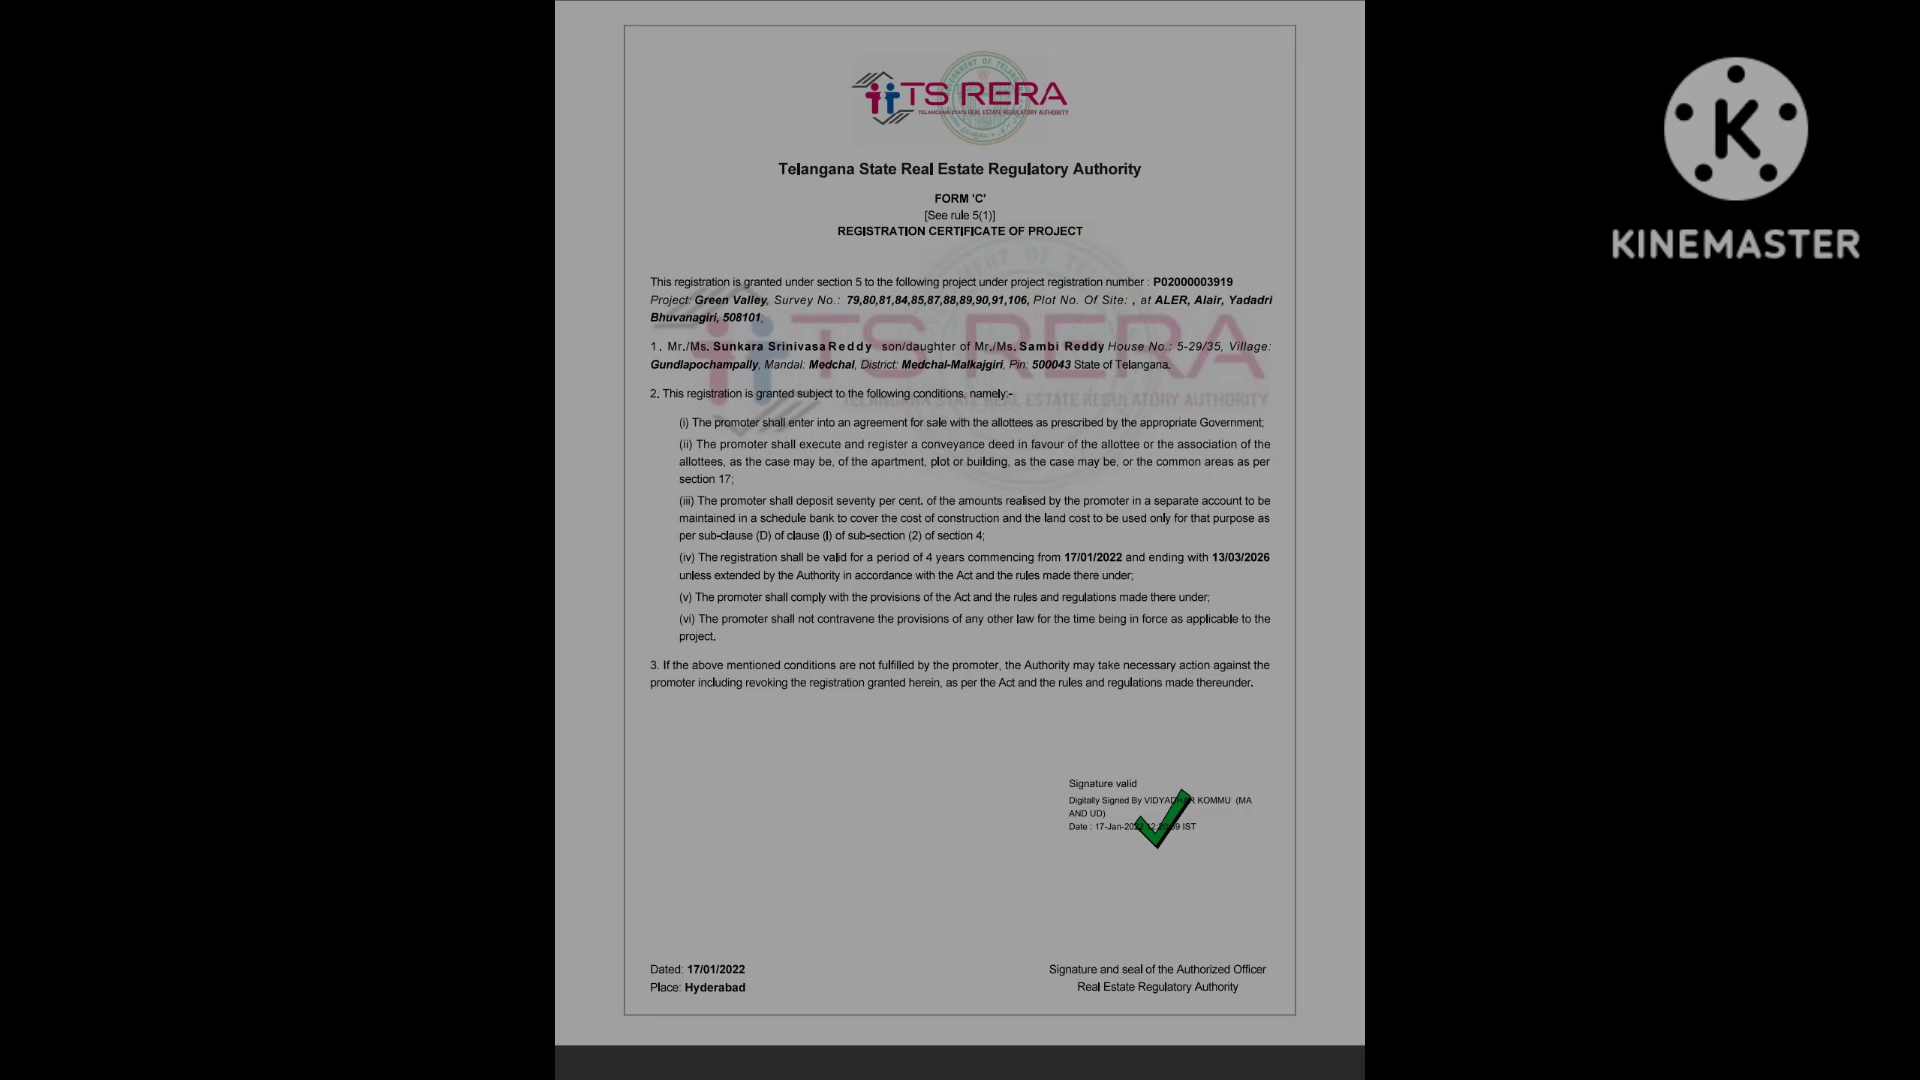 TS RERA
TELANGANA STATE REAL ESTATE REGULATORY AUTHORITY
K
KINEMASTER
Telangana State Real Estate Regulatory Authority
FORM 'C'
[See rule 5(1)]
REGISTRATION CERTIFICATE OF PROJECT
This registration is granted under section 5 to the following project under project registration number : P02000003919
Project: Green Valley, Survey No.: 79,80,81,84,85,87,88,89,90,91,106, Plot No. Of Site: , at ALER, Alair, Yadadri
Bhuvanagiri, 508101;
1. Mr./Ms. Sunkara SrinivasaReddy son/daughter of Mr./Ms. Sambi Reddy House No.: 5-29/35, Village:
Gundlapochampally, Mandal: Medchal, District: Medchal-Malkajgiri, Pin: 500043 State of Telangana.
2. This registration is granted subject to the following conditions, namely:-
(i) The promoter shall enter into an agreement for sale with the allottees as prescribed by the appropriate Government;
(ii) The promoter shall execute and register a conveyance deed in favour of the allottee or the association of the
allottees, as the case may be, of the apartment, plot or building, as the case may be, or the common areas as per
section 17;
(iii) The promoter shall deposit seventy per cent. of the amounts realised by the promoter in a separate account to be
maintained in a schedule bank to cover the cost of construction and the land cost to be used only for that purpose as
per sub-clause (D) of clause (l) of sub-section (2) of section 4;
(iv) The registration shall be valid for a period of 4 years commencing from 17/01/2022 and ending with 13/03/2026
unless extended by the Authority in accordance with the Act and the rules made there under;
(v) The promoter shall comply with the provisions of the Act and the rules and regulations made there under;
(vi) The promoter shall not contravene the provisions of any other law for the time being in force as applicable to the
project.
3. If the above mentioned conditions are not fulfilled by the promoter, the Authority may take necessary action against the
promoter including revoking the registration granted herein, as per the Act and the rules and regulations made thereunder.
TS RERA
TELANGANA STATE REAL ESTATE REGULATORY AUTHORITY
Signature valid
Digitally Signed By VIDYADHAR KOMMU (MA
AND UD)
Date : 17-Jan-2022 IST
Dated: 17/01/2022
Place: Hyderabad
Signature and seal of the Authorized Officer
Real Estate Regulatory Authority